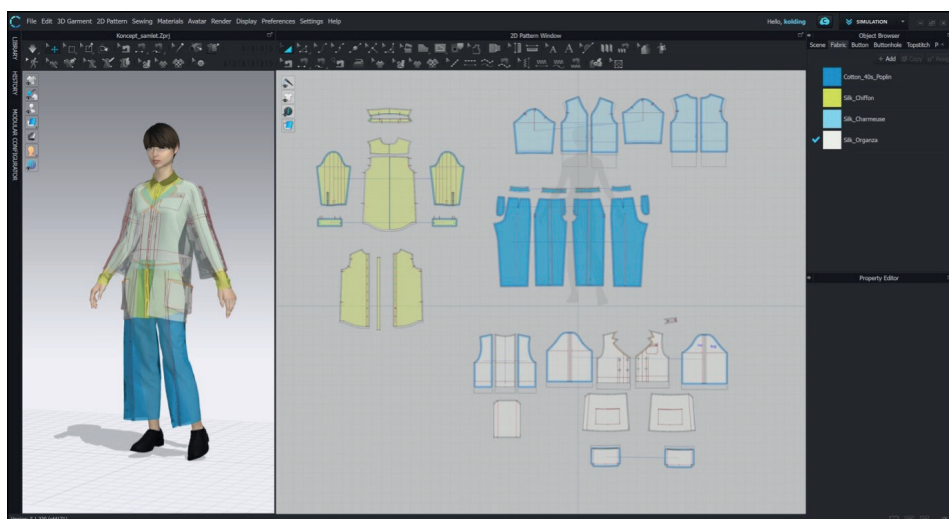 File Edit 3D Garment 2D Pattern Sewing Materials Avatar Render Display Preferences Settings Help
Hello, kolding
SIMULATION
Koncept_samlet.Zprj
2D Pattern Window
Object Browser
LIBRARY
HISTORY
MODULAR CONFIGURATOR
Scene Fabric Button Buttonhole Topstitch P
+ Add Copy
Cotton_40s_Poplin
Silk_Chiffon
Silk_Charmeuse
Silk_Organza
Property Editor